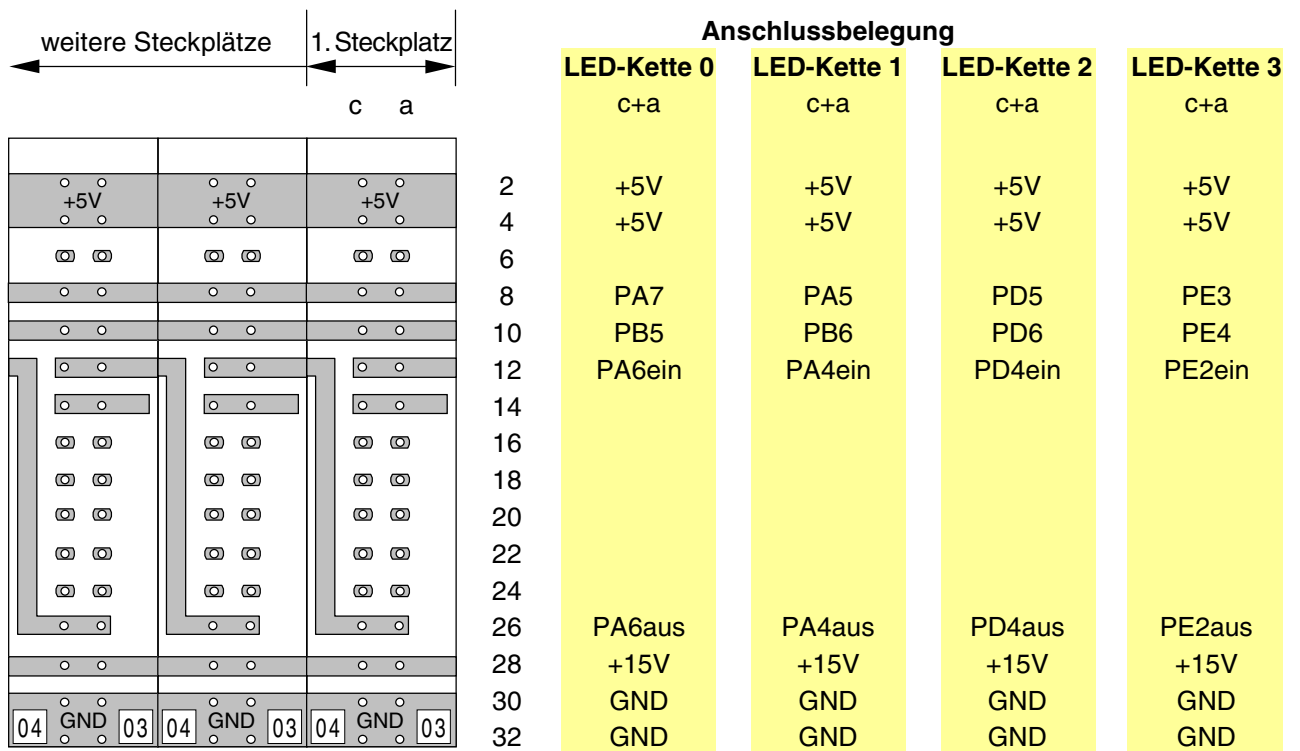 weitere Steckplätze 1. Steckplatz
c a
+5V +5V +5V
GND GND GND
04 03 04 03 04 03
Anschlussbelegung
LED-Kette 0 LED-Kette 1 LED-Kette 2 LED-Kette 3
c+a c+a c+a c+a
2 +5V +5V +5V +5V
4 +5V +5V +5V +5V
6
8 PA7 PA5 PD5 PE3
10 PB5 PB6 PD6 PE4
12 PA6ein PA4ein PD4ein PE2ein
14
16
18
20
22
24
26 PA6aus PA4aus PD4aus PE2aus
28 +15V +15V +15V +15V
30 GND GND GND GND
32 GND GND GND GND